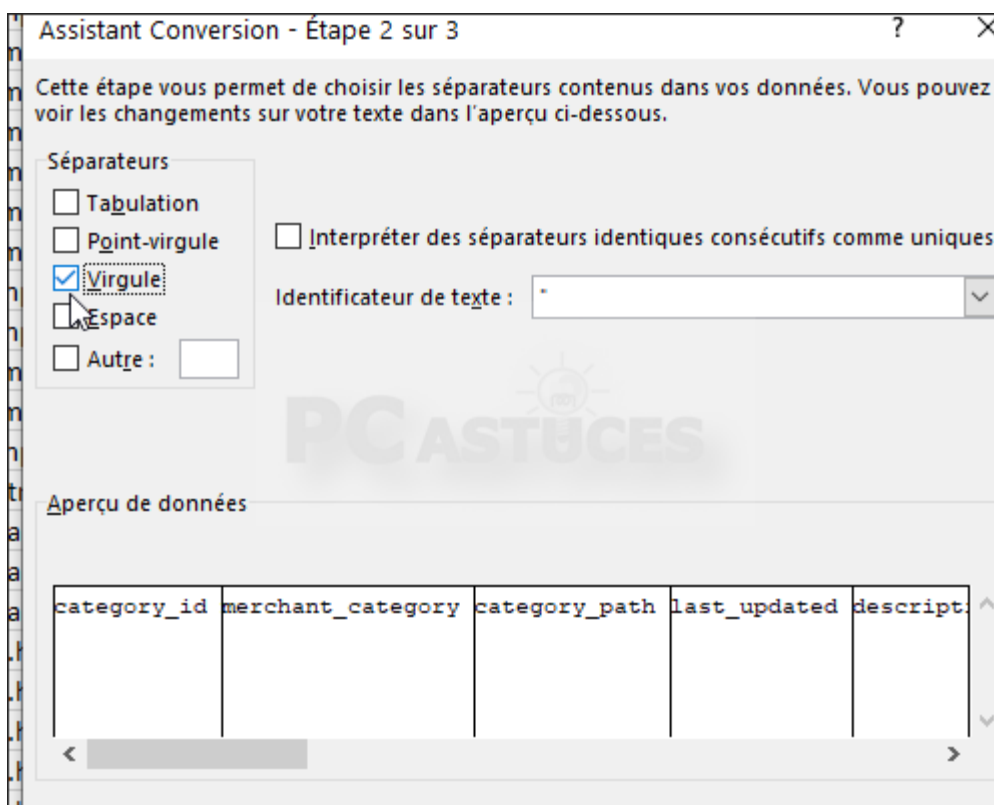 Assistant Conversion - Étape 2 sur 3
?
Cette étape vous permet de choisir les séparateurs contenus dans vos données. Vous pouvez
voir les changements sur votre texte dans l'aperçu ci-dessous.
Séparateurs
Tabulation
Point-virgule
Interpréter des séparateurs identiques consécutifs comme uniques
Virgule
Identificateur de texte : "
Espace
Autre :
PC ASTUCES
Aperçu de données
category_id merchant_category category_path last_updated